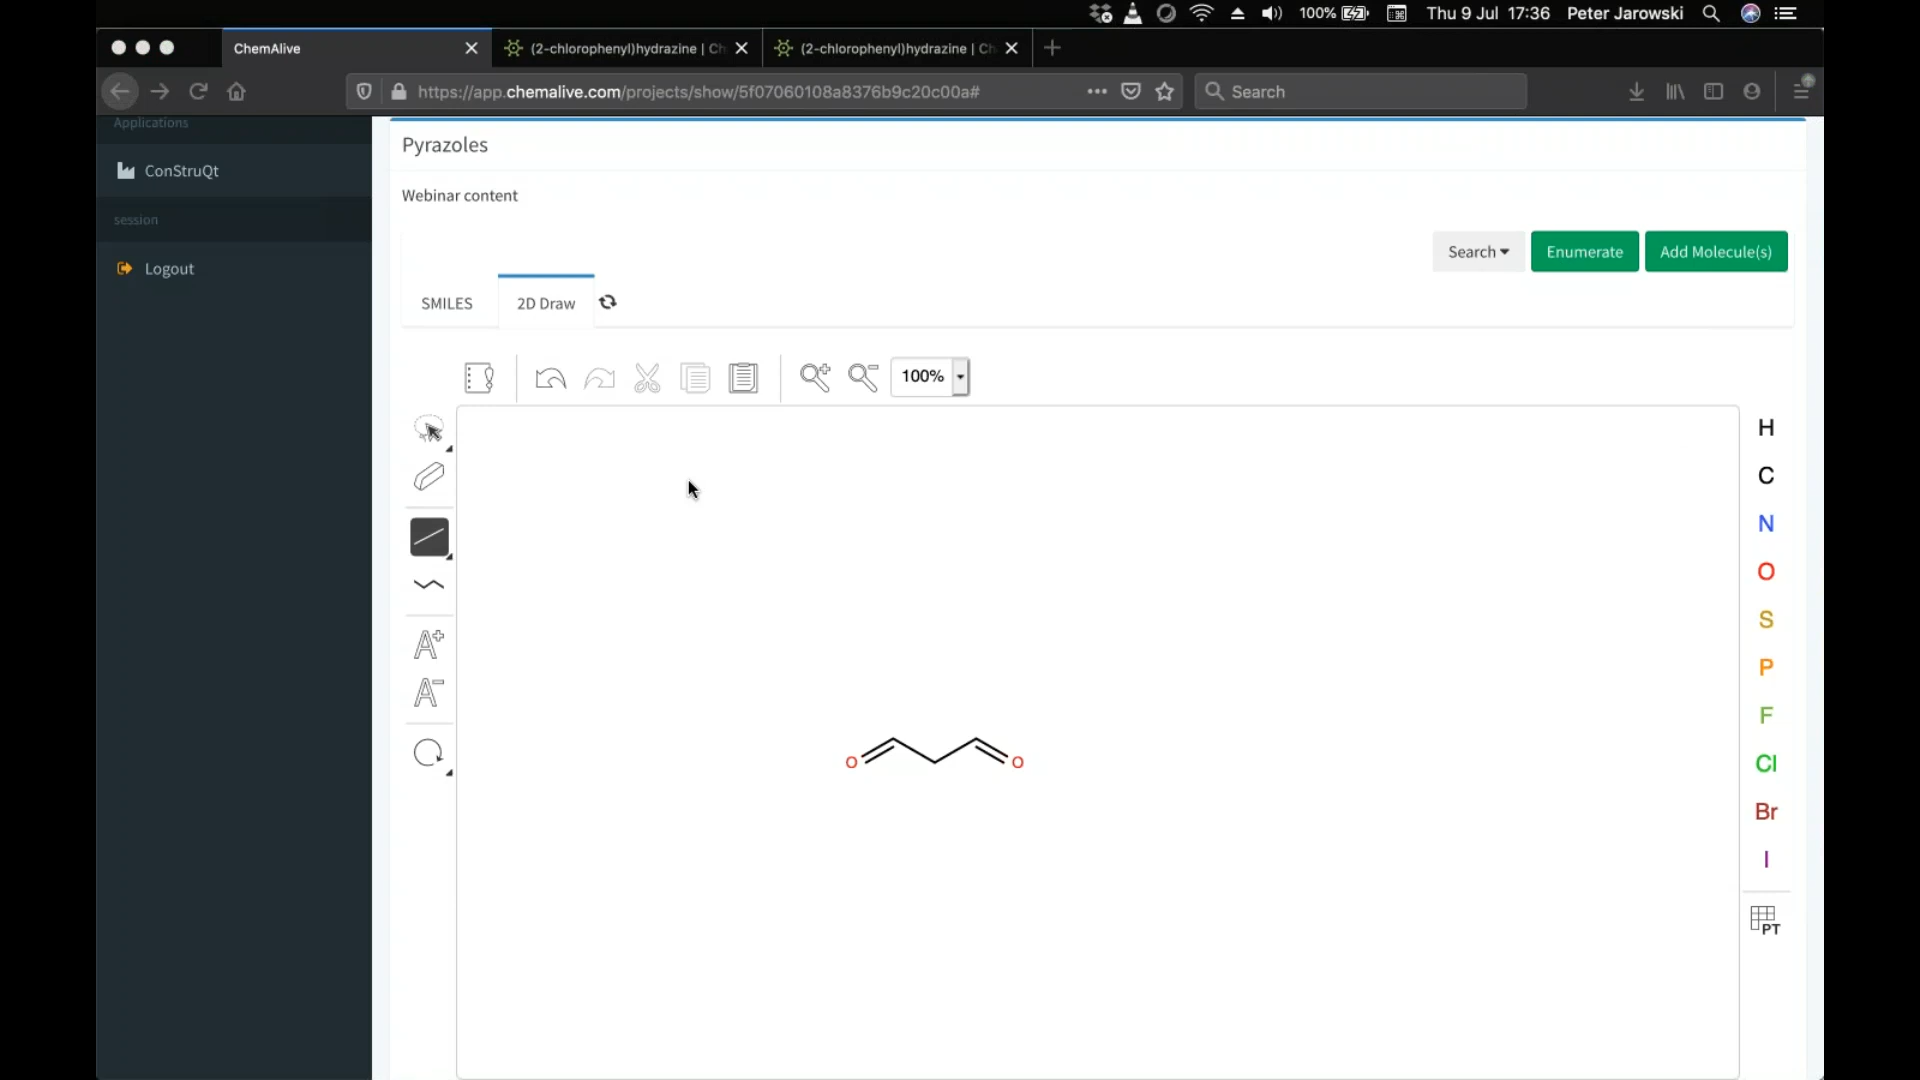 100%
Thu 9 Jul 17:36
Peter Jarowski
ChemAlive
(2-chlorophenyl)hydrazine | Ch
(2-chlorophenyl)hydrazine | Ch
https://app.chemalive.com/projects/show/5f07060108a8376b9c20c00a#
Search
Applications
ConStruQt
session
Logout
Pyrazoles
Webinar content
Search
Enumerate
Add Molecule(s)
SMILES
2D Draw
100%
A+
A-
O
O
H
C
N
O
S
P
F
Cl
Br
I
PT